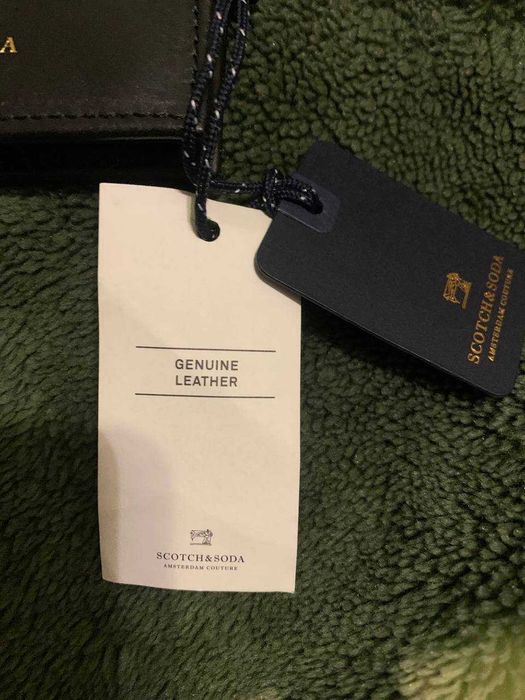 A
SCOTCH&SODA
AMSTERDAM COUTURE
GENUINE
LEATHER
SCOTCH&SODA
AMSTERDAM COUTURE